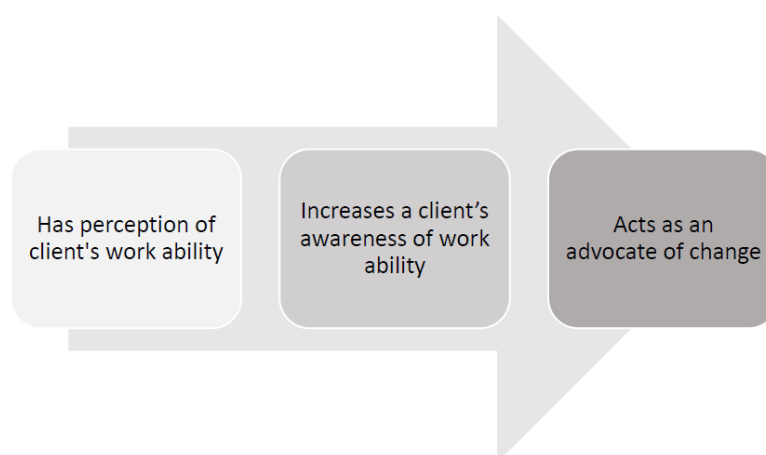 Has perception of
client's work ability
Increases a client’s
awareness of work
ability
Acts as an
advocate of change